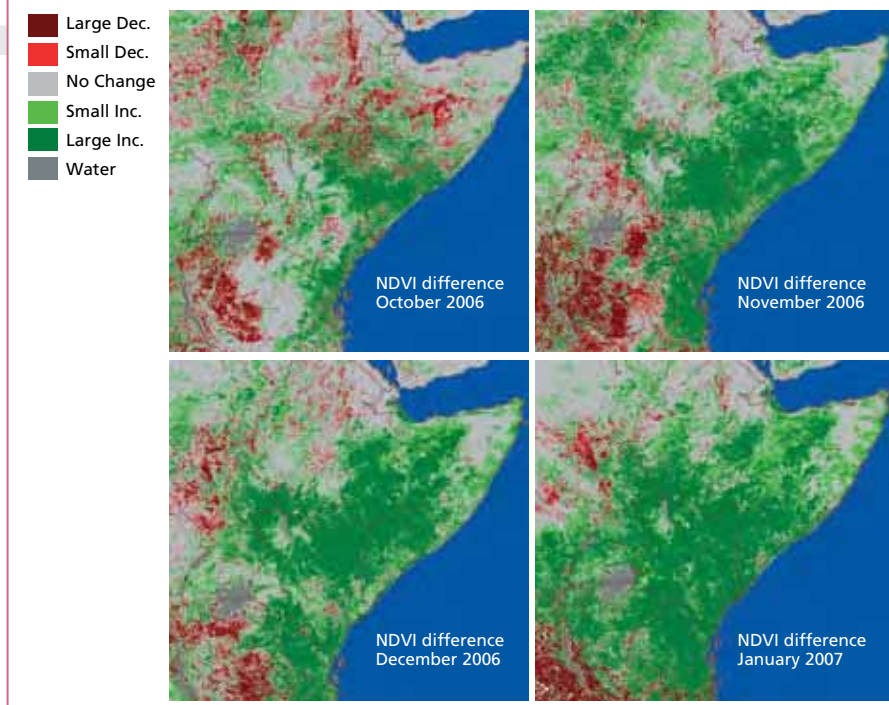 Large Dec.
Small Dec.
No Change
Small Inc.
Large Inc.
Water
NDVI difference
October 2006
NDVI difference
November 2006
NDVI difference
December 2006
NDVI difference
January 2007